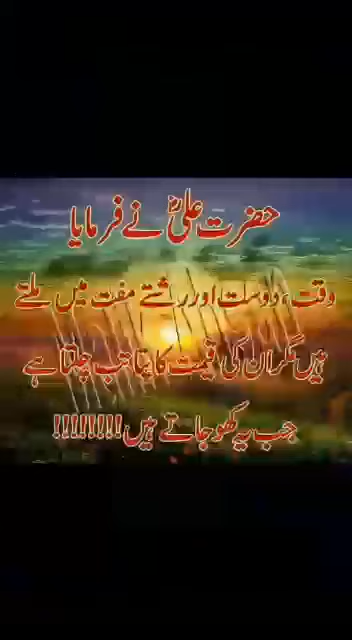 حضرت علیؓ نے فرمایا
وقت، دوست اور رشتے مفت میں ملتے
ہیں مگر ان کی قیمت کا پتا تب چلتا ہے
جب یہ کھو جاتے ہیں!!!!!!!!